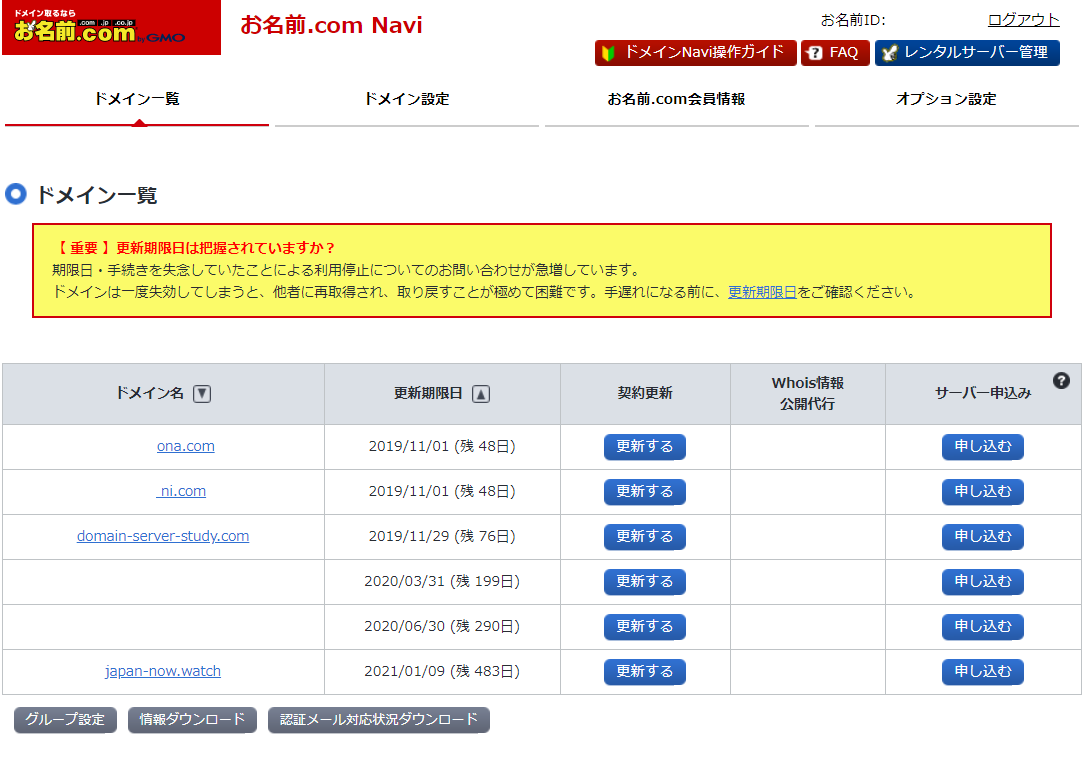 ドメイン取るなら
.com .jp .co.jp
お名前.com by GMO
お名前.com Navi
お名前ID:
ログアウト
ドメインNavi操作ガイド
? FAQ
レンタルサーバー管理
ドメイン一覧
ドメイン設定
お名前.com会員情報
オプション設定
ドメイン一覧
【 重要 】更新期限日は把握されていますか？
期限日・手続きを失念していたことによる利用停止についてのお問い合わせが急増しています。
ドメインは一度失効してしまうと、他者に再取得され、取り戻すことが極めて困難です。手遅れになる前に、更新期限日をご確認ください。
ドメイン名 ▼
更新期限日 ▲
契約更新
Whois情報
公開代行
サーバー申込み ?
ona.com 2019/11/01 (残 48日) 更新する 申し込む
ni.com 2019/11/01 (残 48日) 更新する 申し込む
domain-server-study.com 2019/11/29 (残 76日) 更新する 申し込む
2020/03/31 (残 199日) 更新する 申し込む
2020/06/30 (残 290日) 更新する 申し込む
japan-now.watch 2021/01/09 (残 483日) 更新する 申し込む
グループ設定 情報ダウンロード 認証メール対応状況ダウンロード